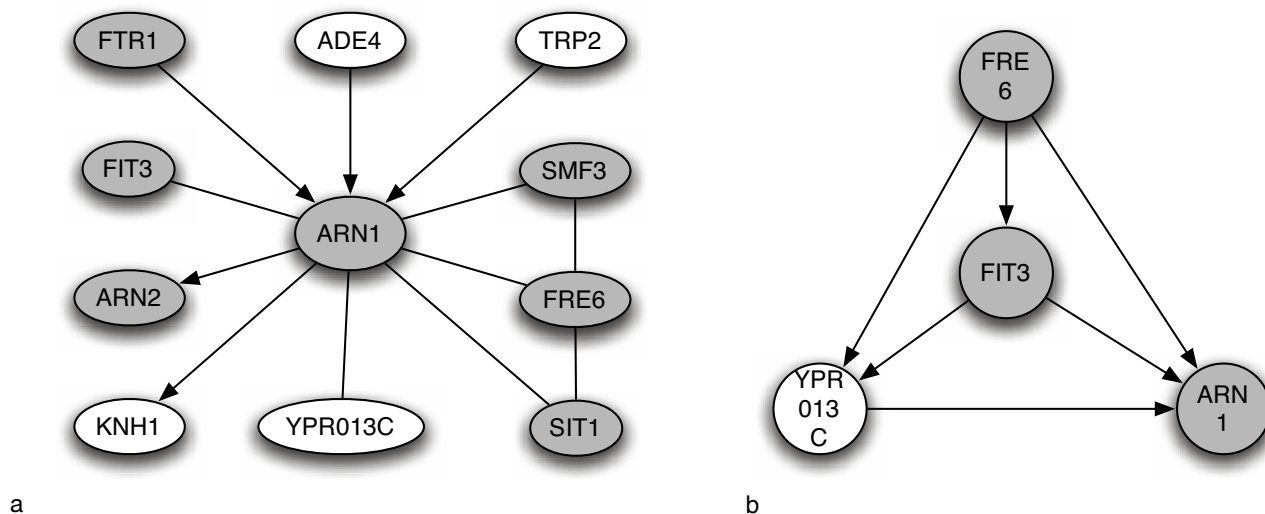 FTR1
ADE4
TRP2
FIT3
SMF3
ARN1
ARN2
FRE6
KNH1
YPR013C
SIT1
a
FRE
6
FIT3
YPR
013
C
ARN
1
b